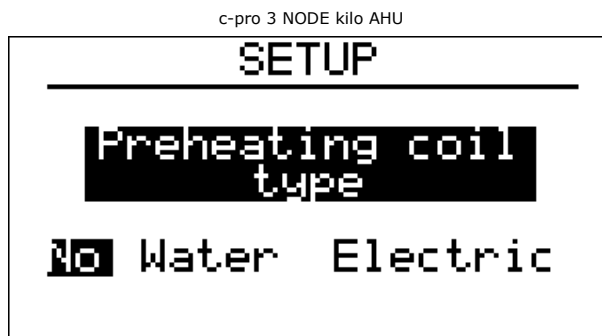 c-pro 3 NODE kilo AHU
SETUP
Preheating coil
type
No Water Electric